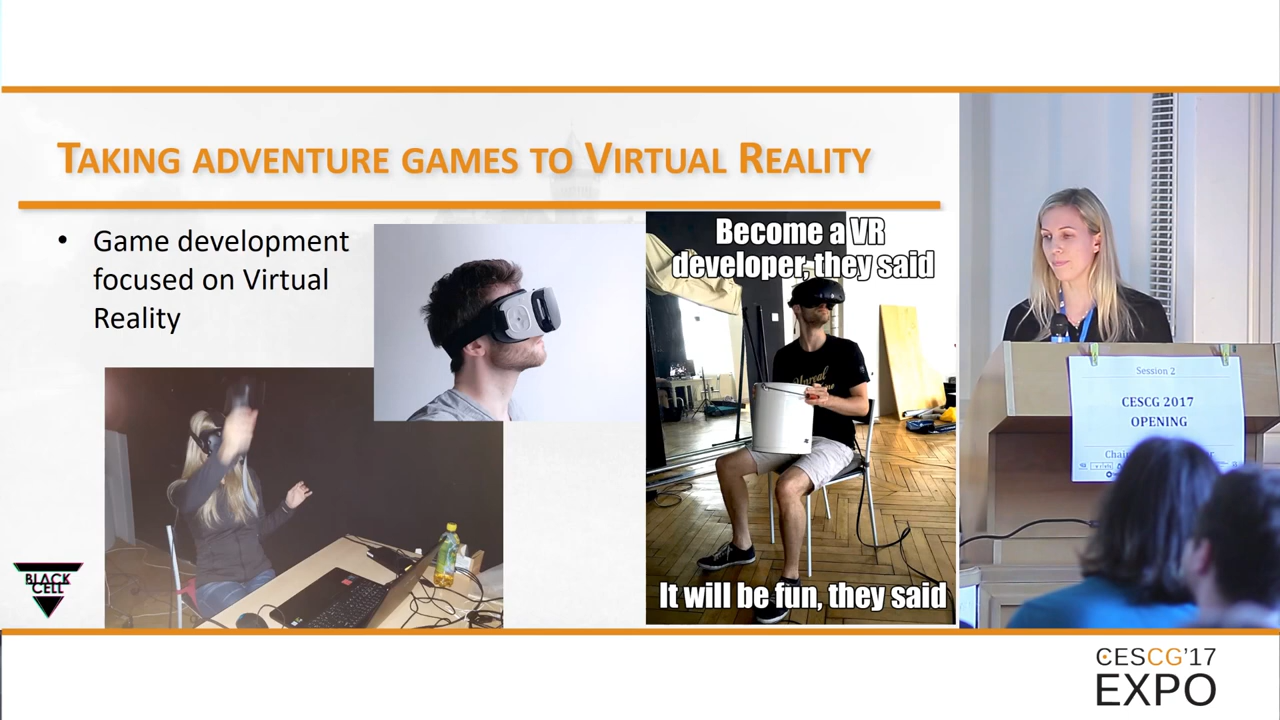 TAKING ADVENTURE GAMES TO VIRTUAL REALITY
• Game development
focused on Virtual
Reality
Become a VR
developer, they said
It will be fun, they said
BLACK
CELL
Session 2
CESCG 2017
OPENING
CESCG'17
EXPO